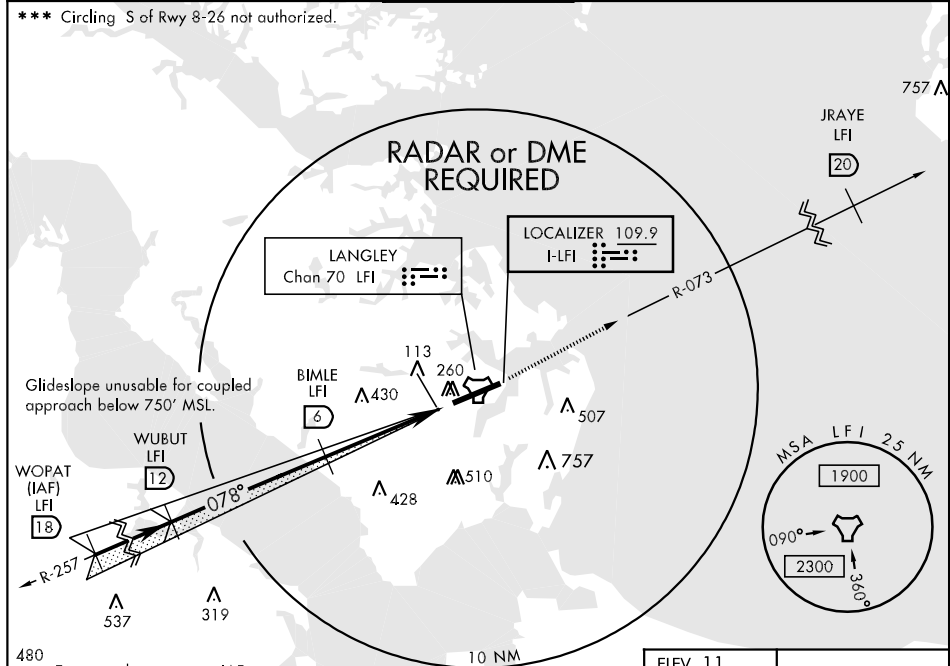 *** Circling S of Rwy 8-26 not authorized.
757
JRAYE
LFI
20
RADAR or DME
REQUIRED
LOCALIZER 109.9
I-LFI
LANGLEY
Chan 70 LFI
R-073
113
260
430
BIMLE
LFI
6
507
Glideslope unusable for coupled
approach below 750' MSL.
WUBUT
LFI
12
WOPAT
(IAF)
LFI
18
078°
510
757
428
R-257
537
319
MSA LFI 25 NM
1900
090°
2300
360°
480
10 NM
ELEV 11